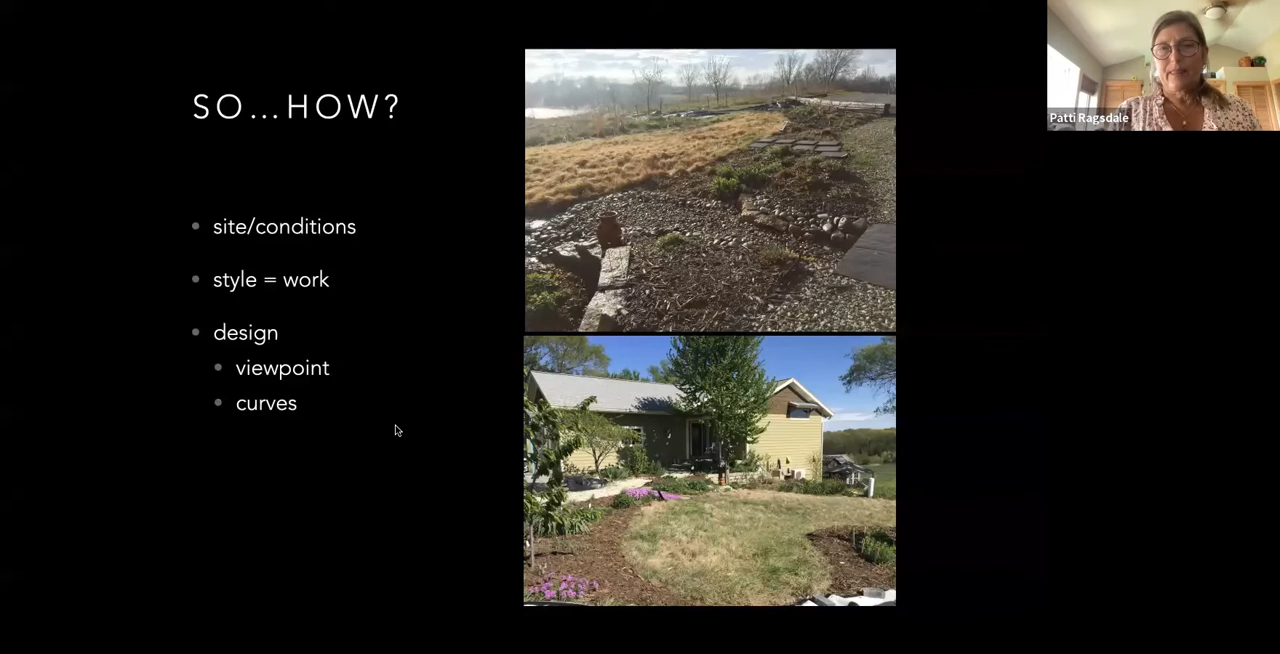 SO...HOW?
site/conditions
style = work
design
viewpoint
curves
Patti Ragsdale